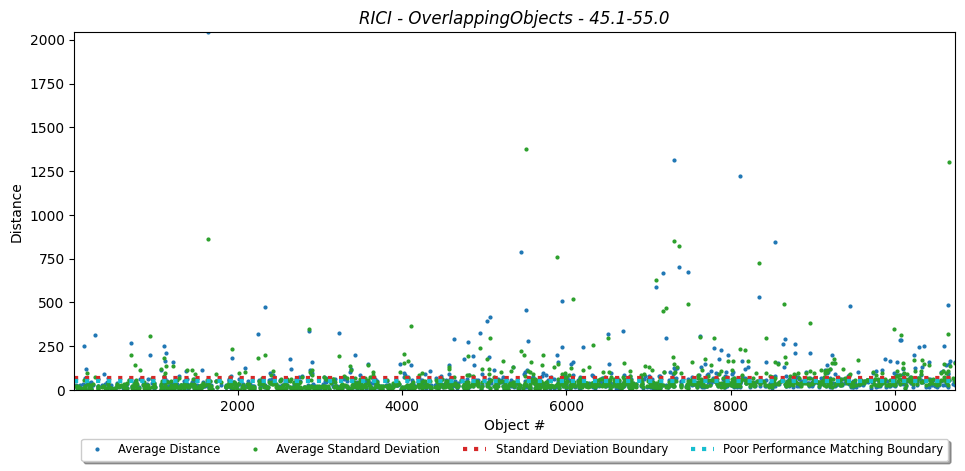 RICI - OverlappingObjects - 45.1-55.0
2000
1750
1500
1250
1000
750
500
250
0
Distance
2000 4000 6000 8000 10000
Object #
Average Distance Average Standard Deviation Standard Deviation Boundary Poor Performance Matching Boundary